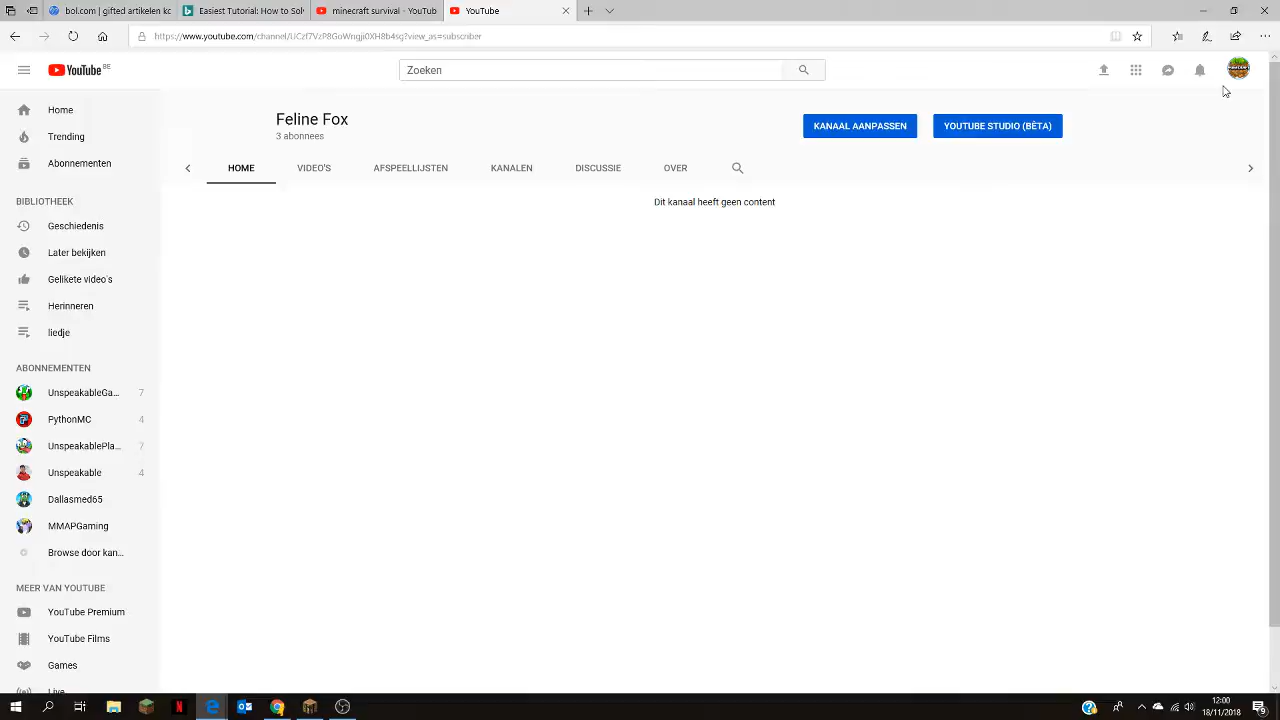 bol.com | gifted artikelen kc
Easiest Tutorial: How to Solv
minecraft survival - YouTub
YouTube
https://www.youtube.com/channel/UCzf7VzP8GoWngji0XH8b4sg?view_as=subscriber
YouTube BE
Zoeken
Home
Trending
Abonnementen
BIBLIOTHEEK
Geschiedenis
Later bekijken
Gelikete video's
Herinneren
liedje
ABONNEMENTEN
UnspeakableGa... 7
PythonMC 4
UnspeakablePla... 7
Unspeakable 4
Dallasmed65
MMAPGaming
Browse door kan...
MEER VAN YOUTUBE
YouTube Premium
YouTube Films
Games
Live
Feline Fox
3 abonnees
KANAAL AANPASSEN
YOUTUBE STUDIO (BÈTA)
HOME VIDEO'S AFSPEELLIJSTEN KANALEN DISCUSSIE OVER
Dit kanaal heeft geen content
12:00
18/11/2018